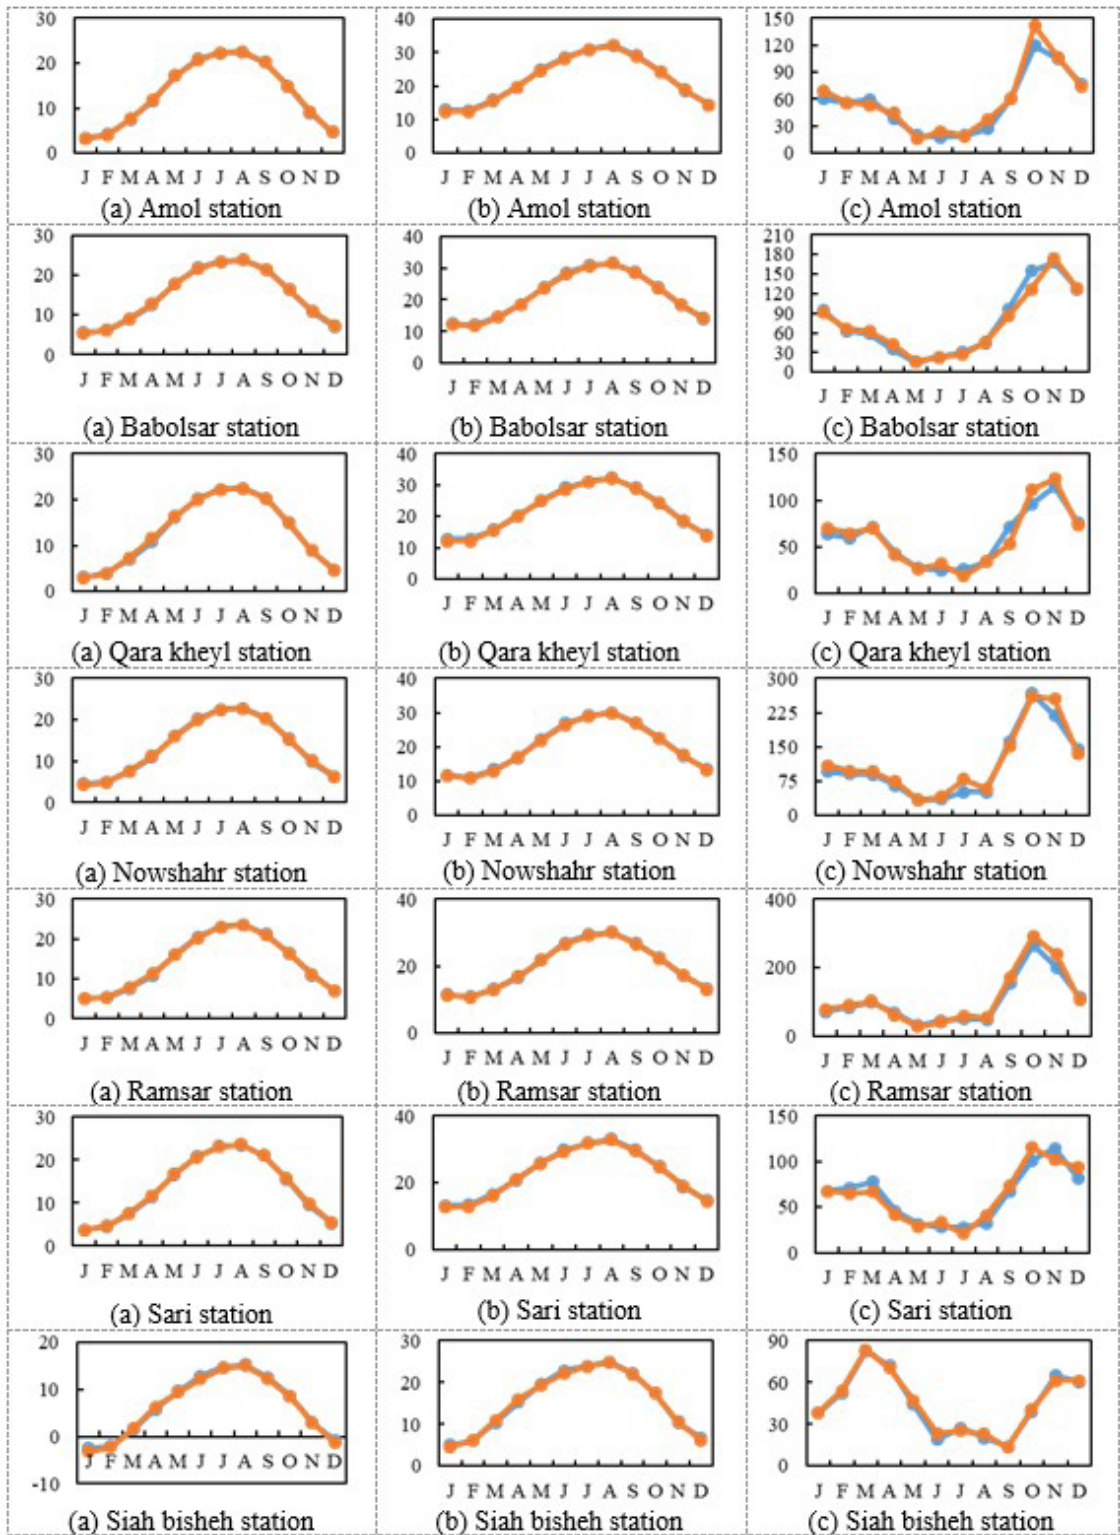 30
20
10
0
J F M A M J J A S O N D
(a) Amol station
40
30
20
10
0
J F M A M J J A S O N D
(b) Amol station
150
120
90
60
30
0
J F M A M J J A S O N D
(c) Amol station
30
20
10
0
J F M A M J J A S O N D
(a) Babolsar station
40
30
20
10
0
J F M A M J J A S O N D
(b) Babolsar station
210
180
150
120
90
60
30
0
J F M A M J J A S O N D
(c) Babolsar station
30
20
10
0
J F M A M J J A S O N D
(a) Qara kheyl station
40
30
20
10
0
J F M A M J J A S O N D
(b) Qara kheyl station
150
100
50
0
J F M A M J J A S O N D
(c) Qara kheyl station
30
20
10
0
J F M A M J J A S O N D
(a) Nowshahr station
40
30
20
10
0
J F M A M J J A S O N D
(b) Nowshahr station
300
225
150
75
0
J F M A M J J A S O N D
(c) Nowshahr station
30
20
10
0
J F M A M J J A S O N D
(a) Ramsar station
40
20
0
J F M A M J J A S O N D
(b) Ramsar station
400
200
0
J F M A M J J A S O N D
(c) Ramsar station
30
20
10
0
J F M A M J J A S O N D
(a) Sari station
40
20
0
J F M A M J J A S O N D
(b) Sari station
150
100
50
0
J F M A M J J A S O N D
(c) Sari station
20
10
0
-10
J F M A M J J A S O N D
(a) Siah bisheh station
30
20
10
0
J F M A M J J A S O N D
(b) Siah bisheh station
90
60
30
0
J F M A M J J A S O N D
(c) Siah bisheh station